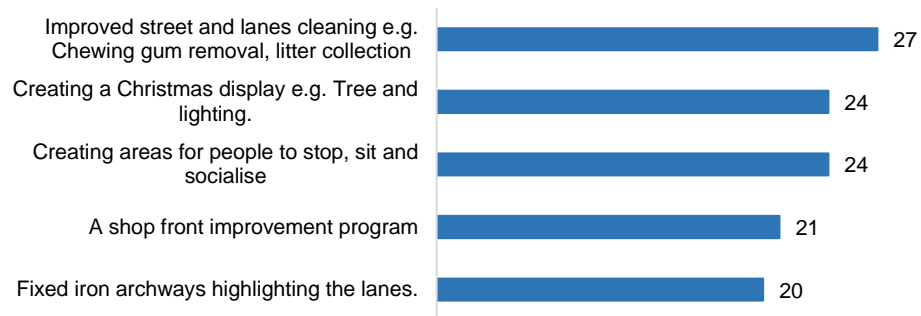 Improved street and lanes cleaning e.g.
Chewing gum removal, litter collection
27
Creating a Christmas display e.g. Tree and
lighting.
24
Creating areas for people to stop, sit and
socialise
24
A shop front improvement program
21
Fixed iron archways highlighting the lanes.
20